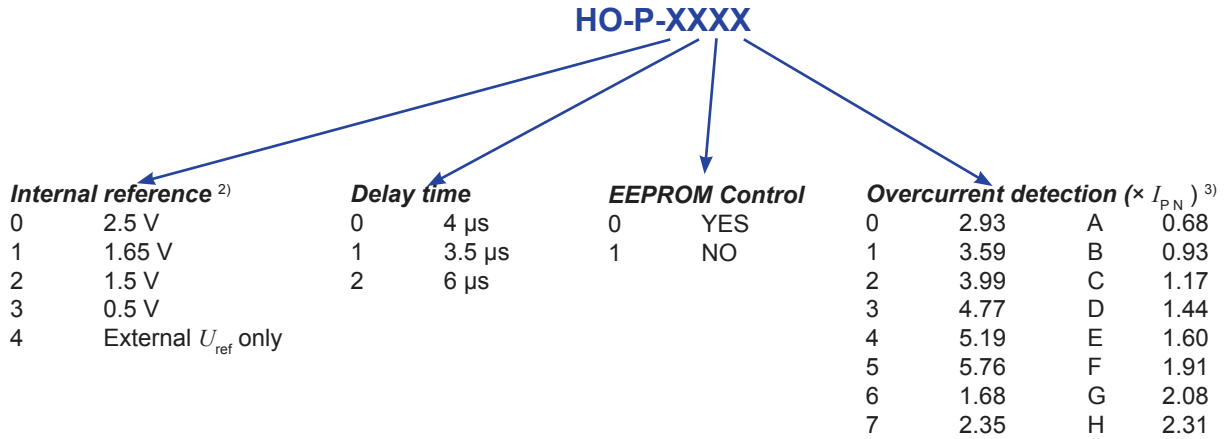 HO-P-XXXX
Internal reference 2)
0 2.5 V
1 1.65 V
2 1.5 V
3 0.5 V
4 External U ref only
Delay time
0 4 µs
1 3.5 µs
2 6 µs
EEPROM Control
0 YES
1 NO
Overcurrent detection (× I P N ) 3)
0 2.93 A 0.68
1 3.59 B 0.93
2 3.99 C 1.17
3 4.77 D 1.44
4 5.19 E 1.60
5 5.76 F 1.91
6 1.68 G 2.08
7 2.35 H 2.31